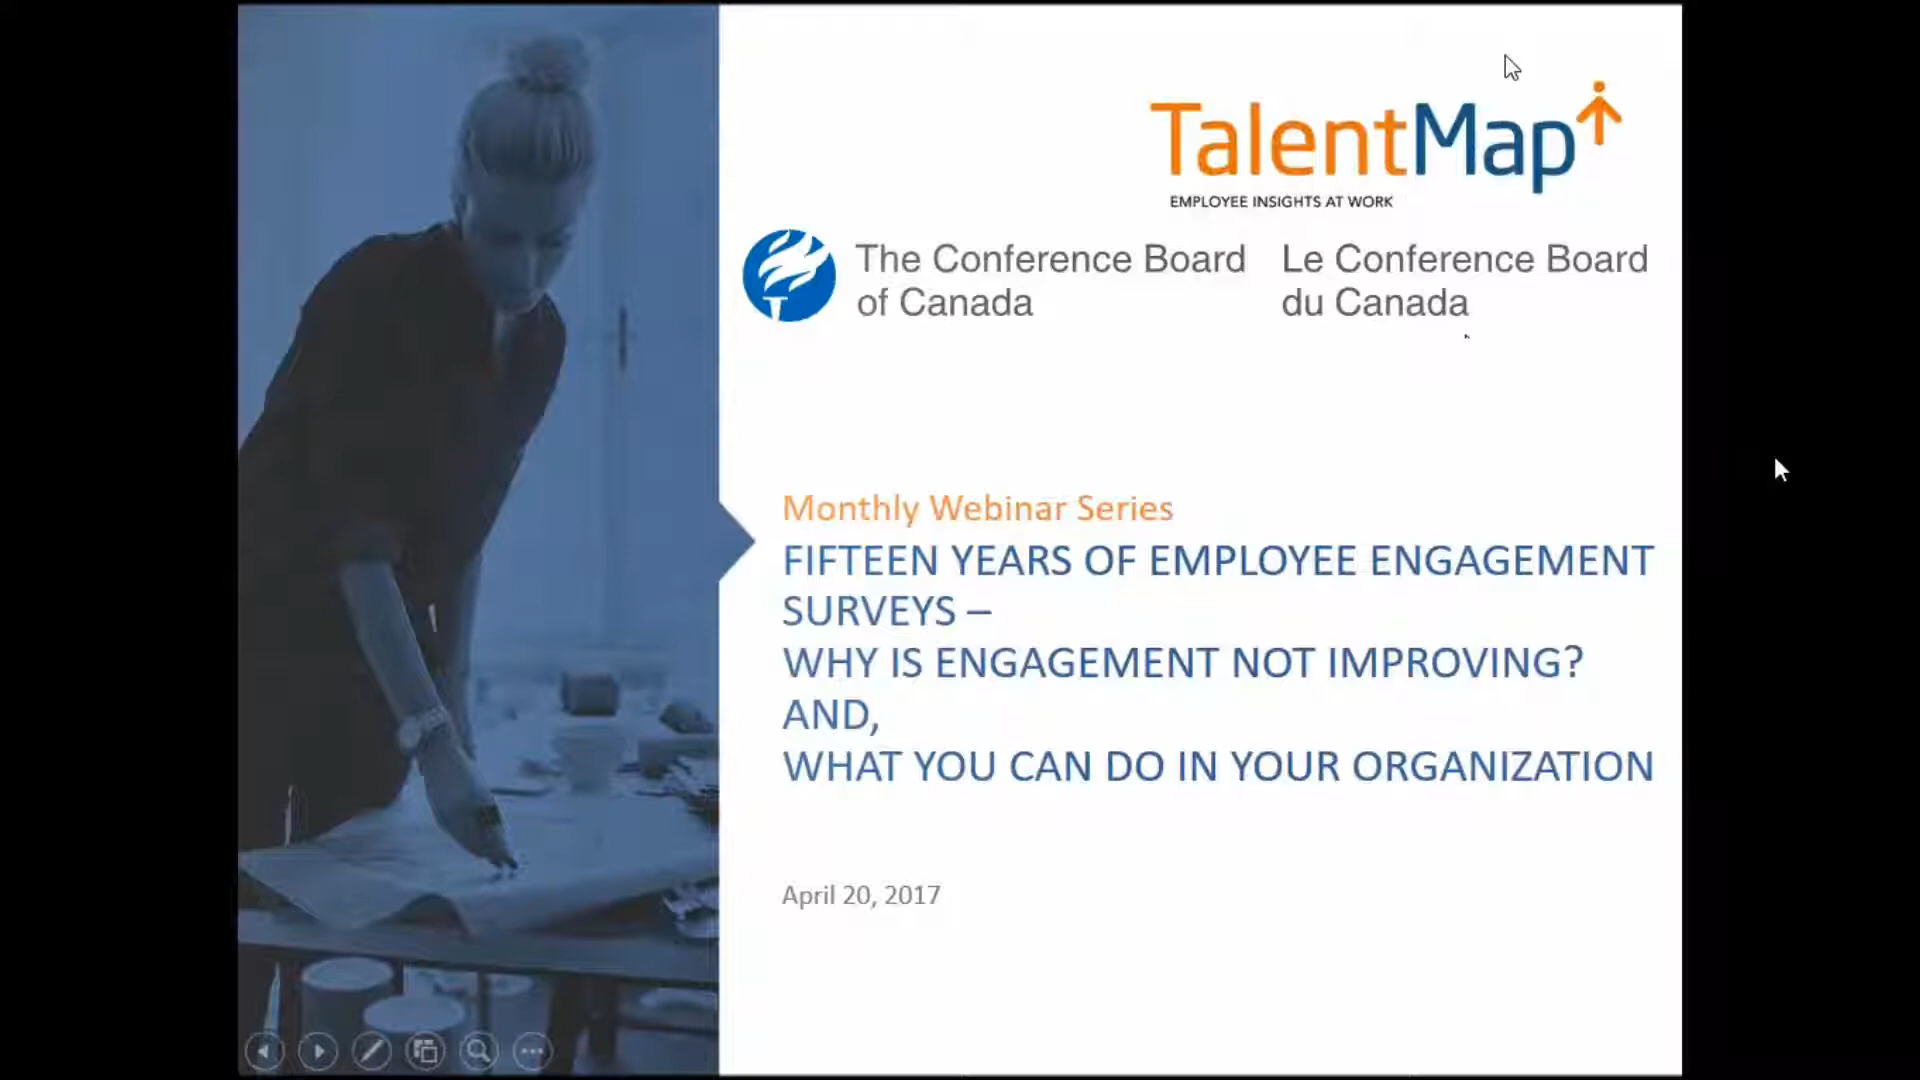 TalentMap
EMPLOYEE INSIGHTS AT WORK
The Conference Board
of Canada
Le Conference Board
du Canada
Monthly Webinar Series
FIFTEEN YEARS OF EMPLOYEE ENGAGEMENT
SURVEYS –
WHY IS ENGAGEMENT NOT IMPROVING?
AND,
WHAT YOU CAN DO IN YOUR ORGANIZATION
April 20, 2017